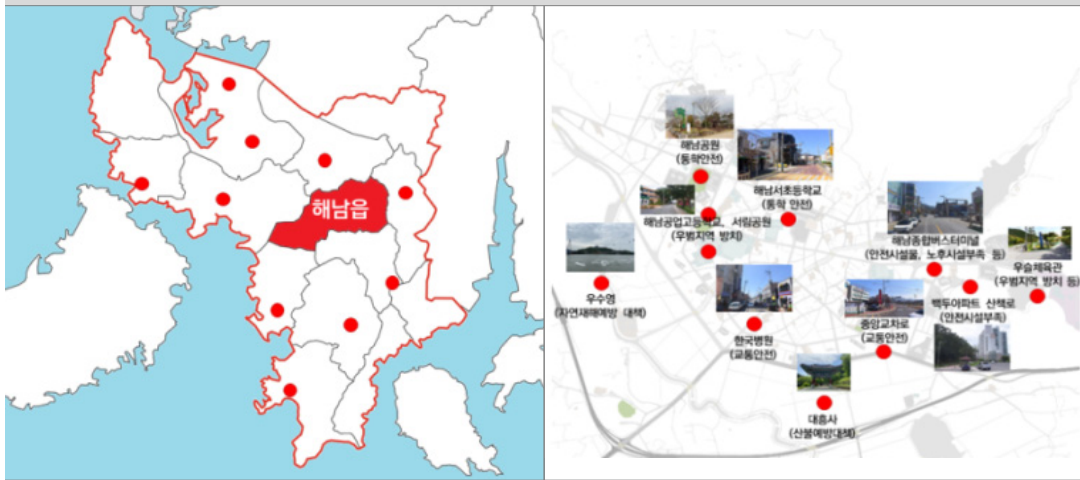 해남읍
해남공원
(통학안전)
해남서초등학교
(통학 안전)
해남공업고등학교, 서림공원
(우범지역 방치)
해남종합버스터미널
(안전시설물, 노후시설부족 등)
우슬체육관
(우범지역 방치 등)
우수영
(자연재해예방 대책)
백두아파트 산책로
(안전시설부족)
한국병원
(교통안전)
중앙교차로
(교통안전)
대흥사
(산불예방대책)